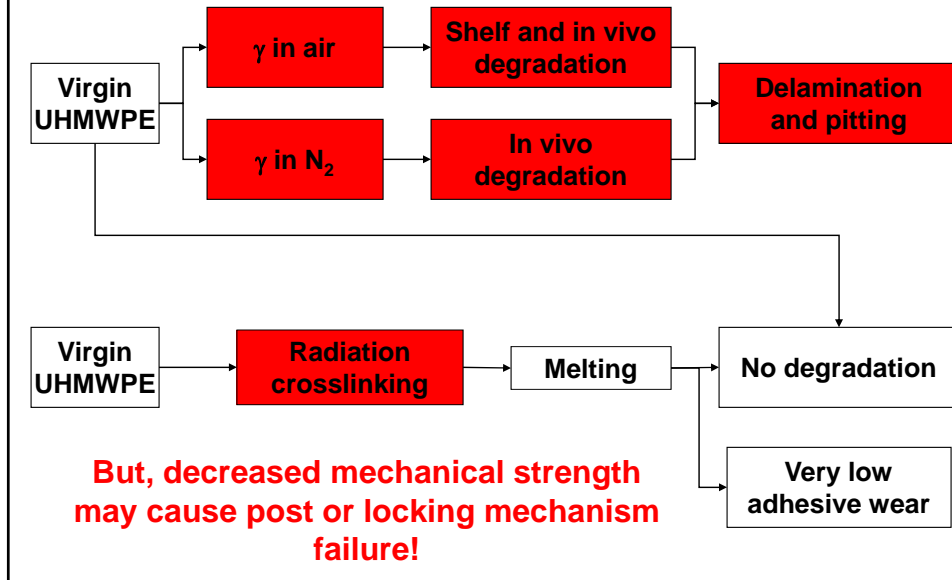 γ in air
Shelf and in vivo
degradation
Virgin
UHMWPE
Delamination
and pitting
γ in N₂
In vivo
degradation
Virgin
UHMWPE
Radiation
crosslinking
Melting
No degradation
Very low
adhesive wear
But, decreased mechanical strength
may cause post or locking mechanism
failure!